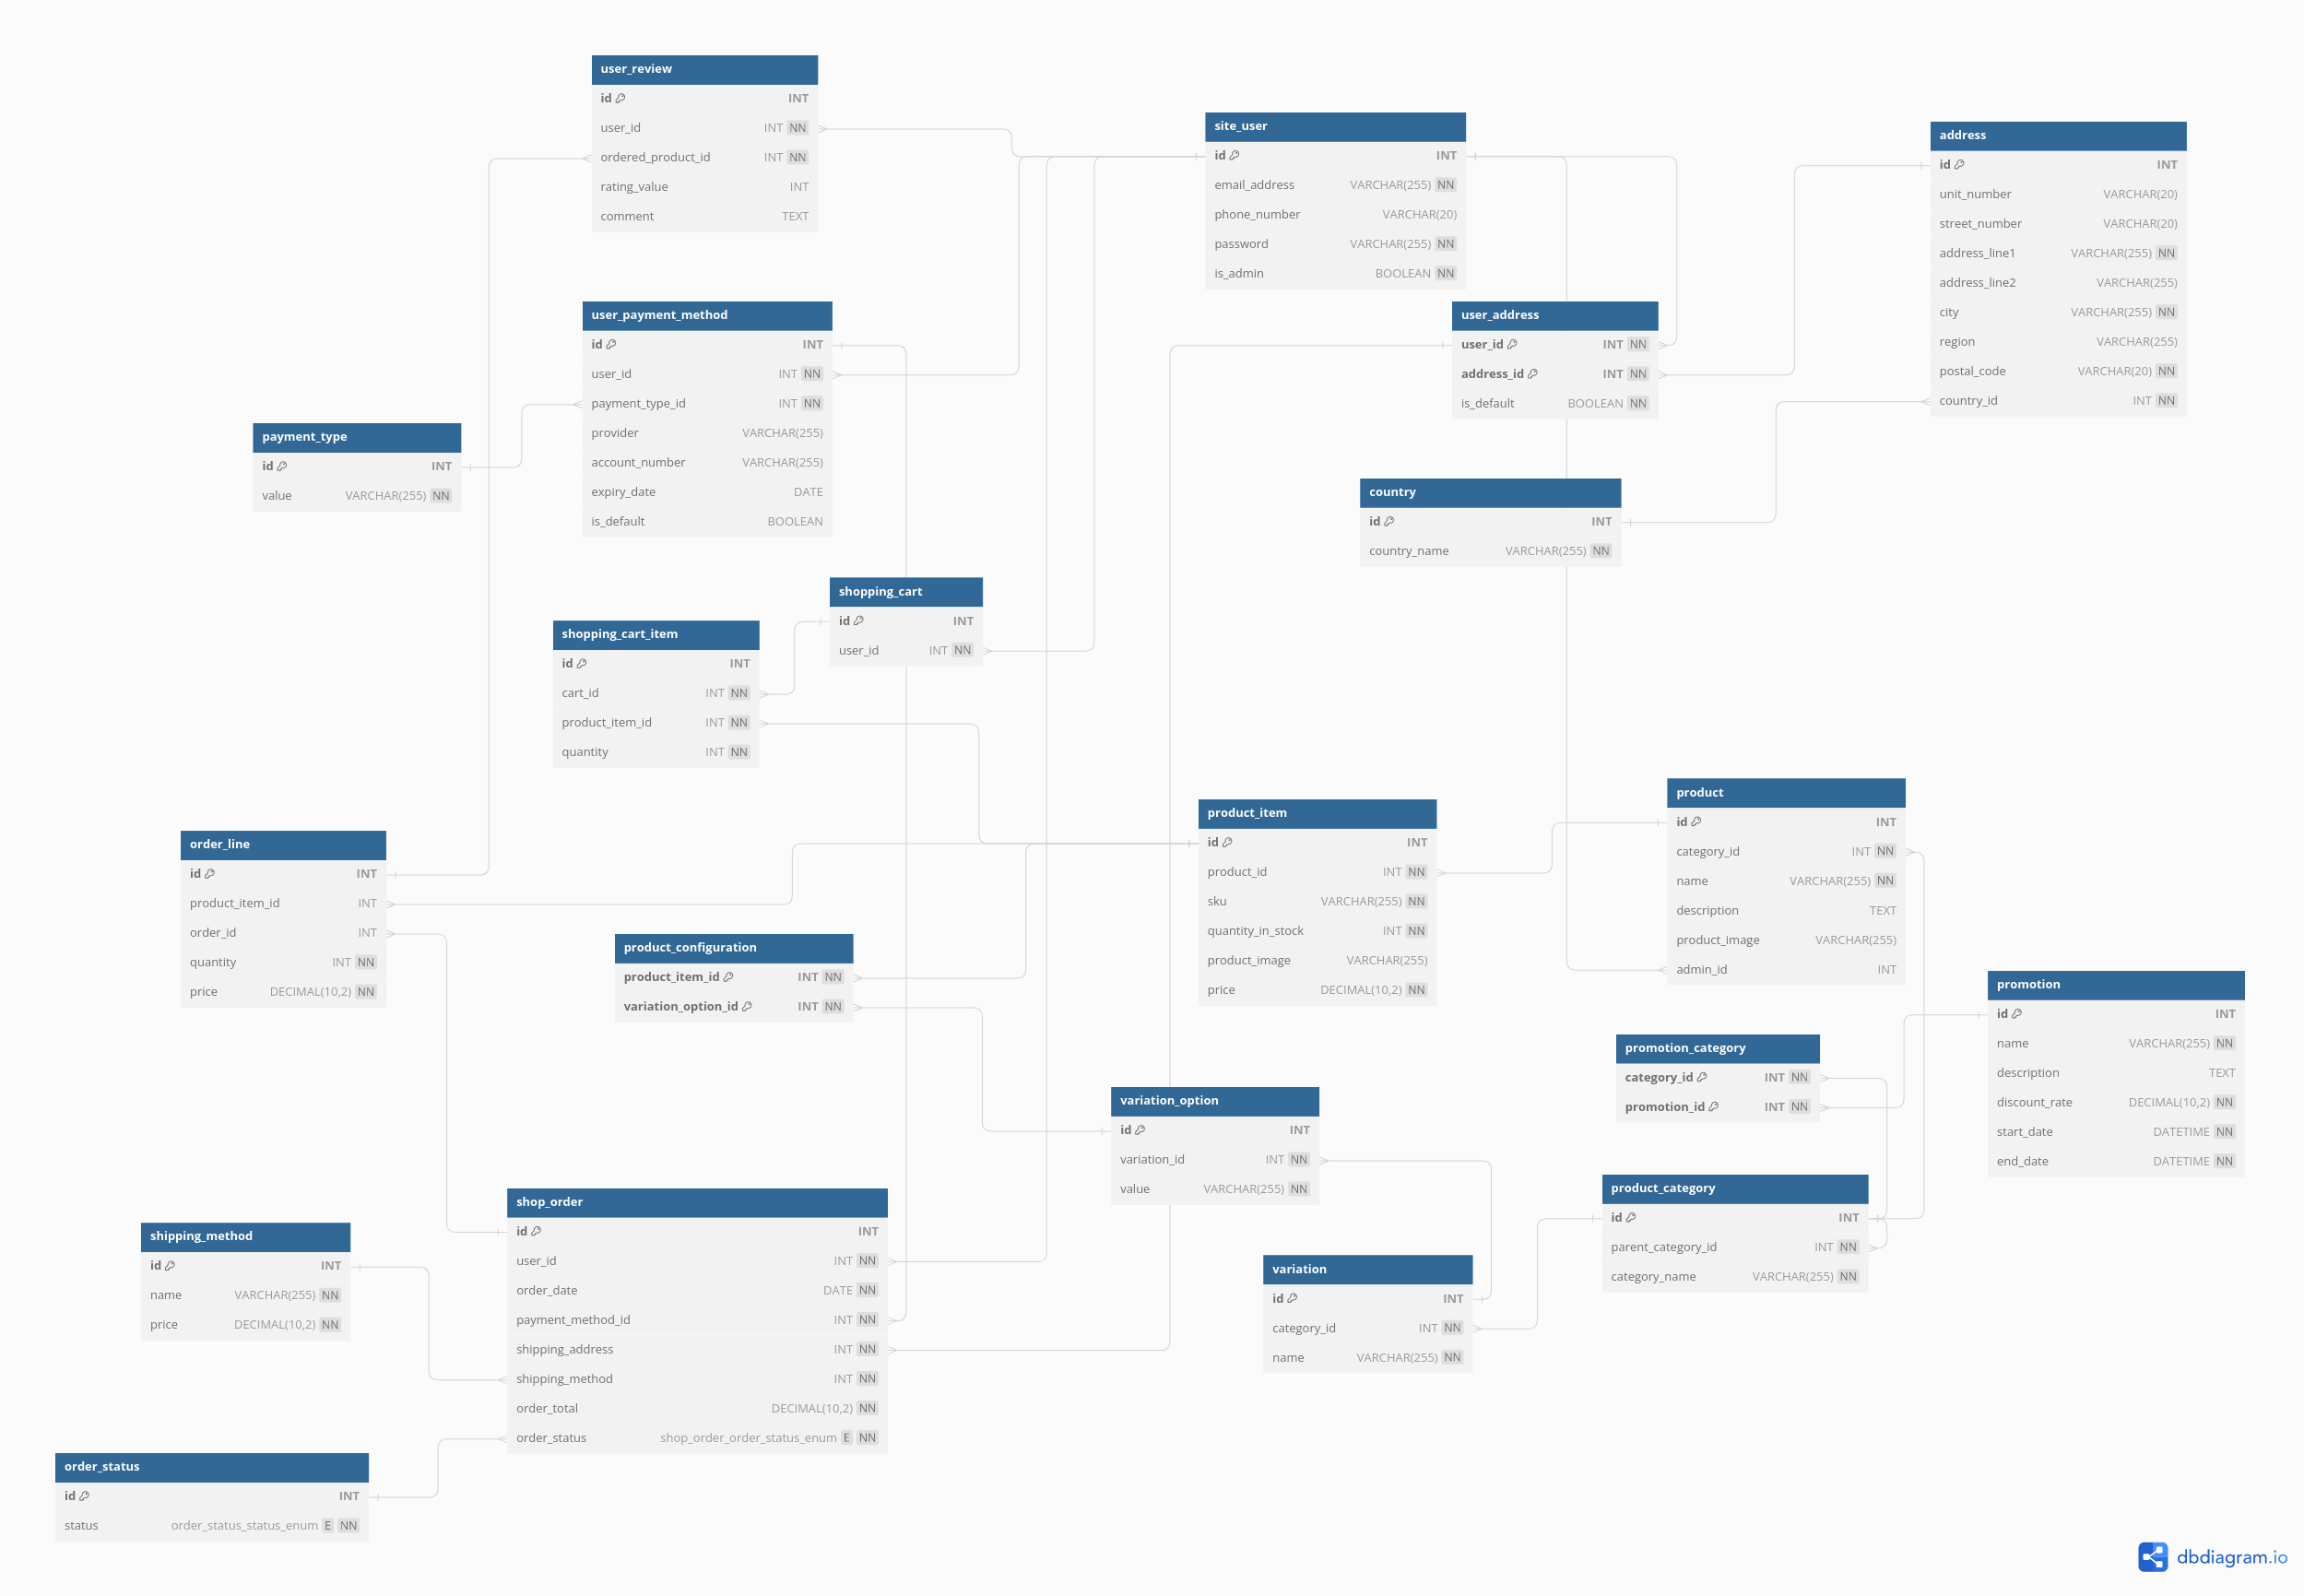 user_review
id INT
user_id INT NN
ordered_product_id INT NN
rating_value INT
comment TEXT
site_user
id INT
email_address VARCHAR(255) NN
phone_number VARCHAR(20)
password VARCHAR(255) NN
is_admin BOOLEAN NN
address
id INT
unit_number VARCHAR(20)
street_number VARCHAR(20)
address_line1 VARCHAR(255) NN
address_line2 VARCHAR(255)
city VARCHAR(255) NN
region VARCHAR(255)
postal_code VARCHAR(20) NN
country_id INT NN
user_payment_method
id INT
user_id INT NN
payment_type_id INT NN
provider VARCHAR(255)
account_number VARCHAR(255)
expiry_date DATE
is_default BOOLEAN
user_address
user_id INT NN
address_id INT NN
is_default BOOLEAN NN
payment_type
id INT
value VARCHAR(255) NN
country
id INT
country_name VARCHAR(255) NN
shopping_cart
id INT
user_id INT NN
shopping_cart_item
id INT
cart_id INT NN
product_item_id INT NN
quantity INT NN
product
id INT
category_id INT NN
name VARCHAR(255) NN
description TEXT
product_image VARCHAR(255)
admin_id INT
product_item
id INT
product_id INT NN
sku VARCHAR(255) NN
quantity_in_stock INT NN
product_image VARCHAR(255)
price DECIMAL(10,2) NN
order_line
id INT
product_item_id INT
order_id INT
quantity INT NN
price DECIMAL(10,2) NN
product_configuration
product_item_id INT NN
variation_option_id INT NN
promotion
id INT
name VARCHAR(255) NN
description TEXT
discount_rate DECIMAL(10,2) NN
start_date DATETIME NN
end_date DATETIME NN
promotion_category
category_id INT NN
promotion_id INT NN
variation_option
id INT
variation_id INT NN
value VARCHAR(255) NN
product_category
id INT
parent_category_id INT NN
category_name VARCHAR(255) NN
shop_order
id INT
user_id INT NN
order_date DATE NN
payment_method_id INT NN
shipping_address INT NN
shipping_method INT NN
order_total DECIMAL(10,2) NN
order_status shop_order_order_status_enum E NN
shipping_method
id INT
name VARCHAR(255) NN
price DECIMAL(10,2) NN
variation
id INT
category_id INT NN
name VARCHAR(255) NN
order_status
id INT
status order_status_status_enum E NN
dbdiagram.io